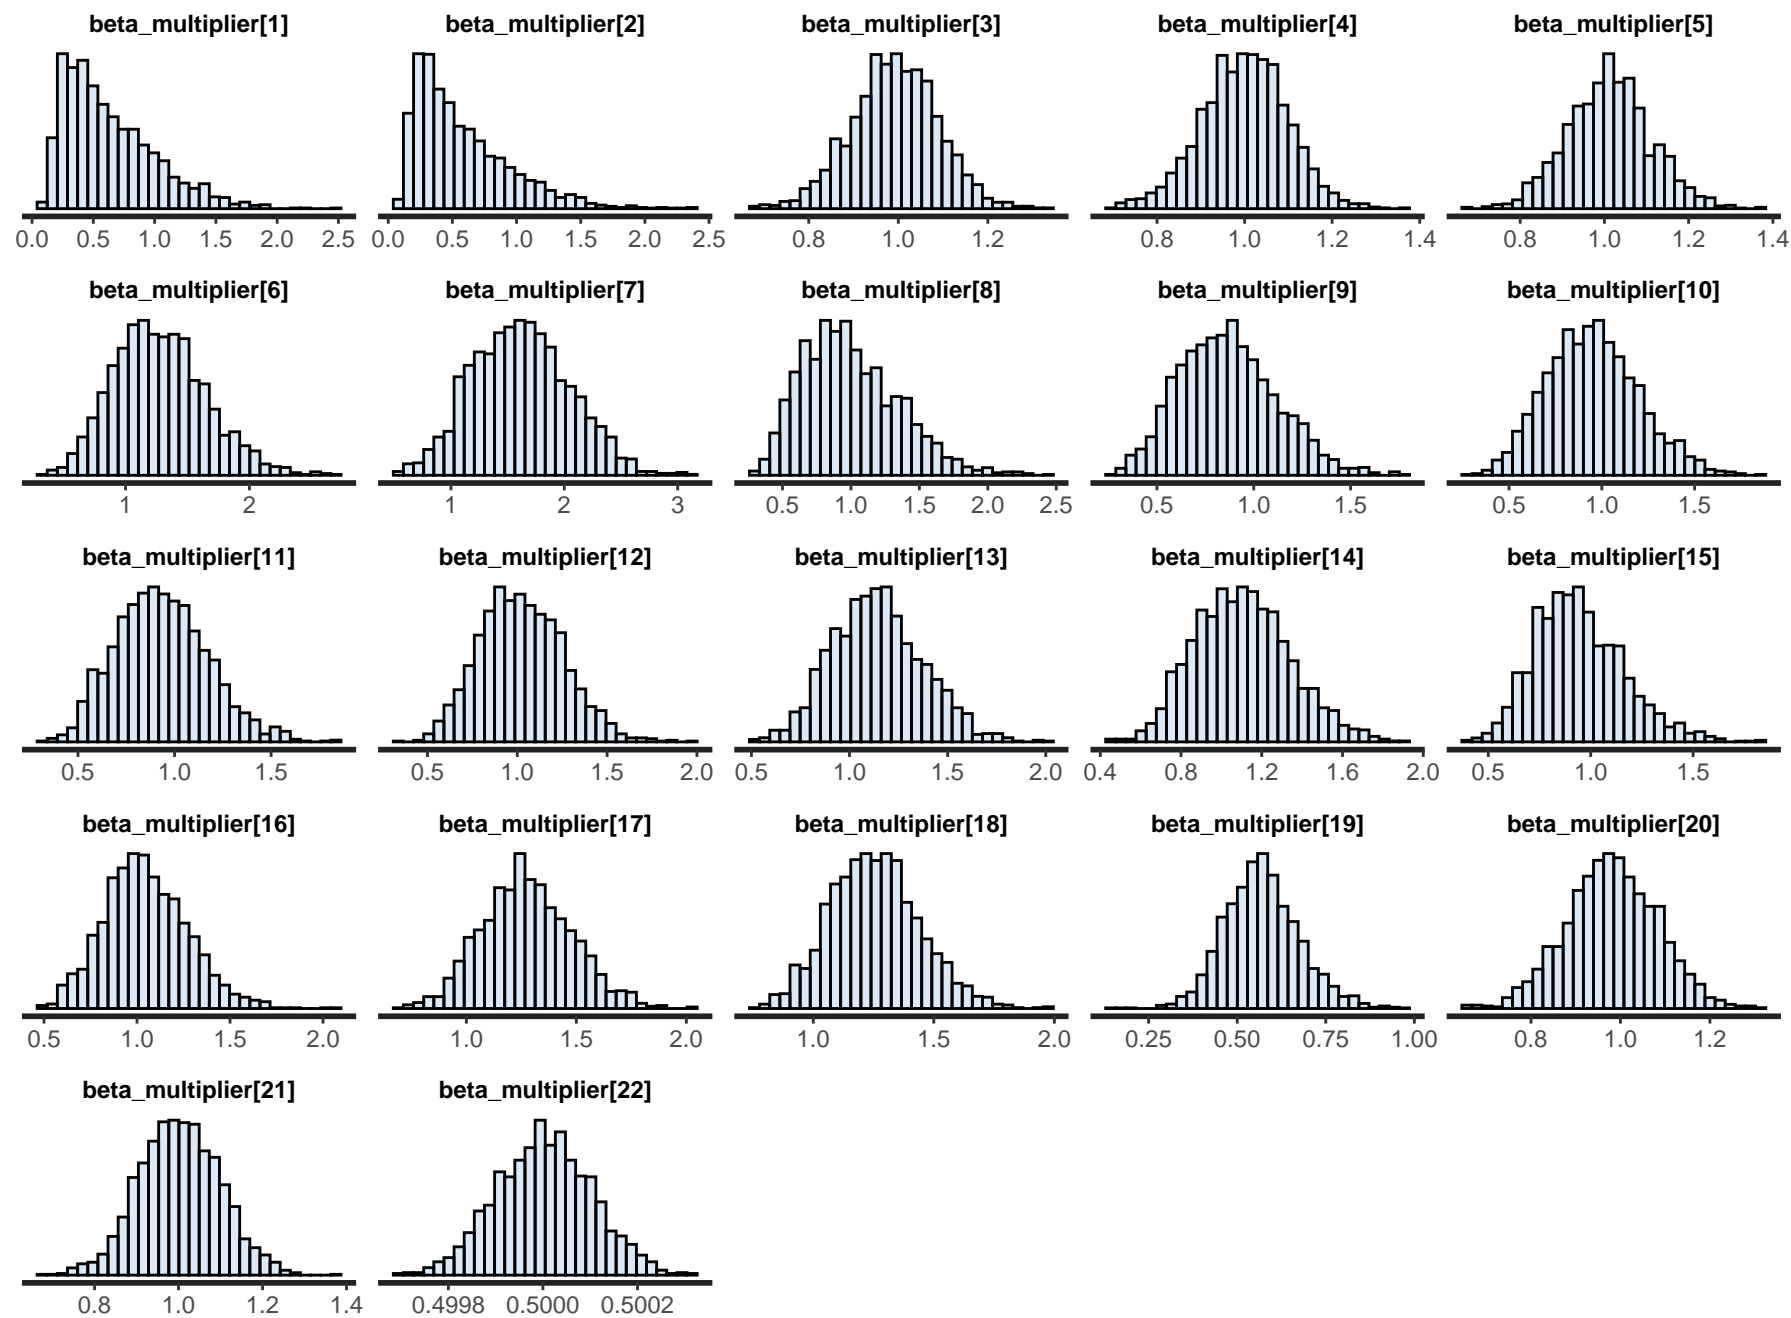 beta_multiplier[1] beta_multiplier[2] beta_multiplier[3] beta_multiplier[4] beta_multiplier[5]
0.0 0.5 1.0 1.5 2.0 2.5 0.0 0.5 1.0 1.5 2.0 2.5 0.8 1.0 1.2 0.8 1.0 1.2 1.4 0.8 1.0 1.2 1.4
beta_multiplier[6] beta_multiplier[7] beta_multiplier[8] beta_multiplier[9] beta_multiplier[10]
1 2 1 2 3 0.5 1.0 1.5 2.0 2.5 0.5 1.0 1.5 0.5 1.0 1.5
beta_multiplier[11] beta_multiplier[12] beta_multiplier[13] beta_multiplier[14] beta_multiplier[15]
0.5 1.0 1.5 0.5 1.0 1.5 2.0 0.5 1.0 1.5 2.0 0.4 0.8 1.2 1.6 2.0 0.5 1.0 1.5
beta_multiplier[16] beta_multiplier[17] beta_multiplier[18] beta_multiplier[19] beta_multiplier[20]
0.5 1.0 1.5 2.0 1.0 1.5 2.0 1.0 1.5 2.0 0.25 0.50 0.75 1.00 0.8 1.0 1.2
beta_multiplier[21] beta_multiplier[22]
0.8 1.0 1.2 1.4 0.4998 0.5000 0.5002